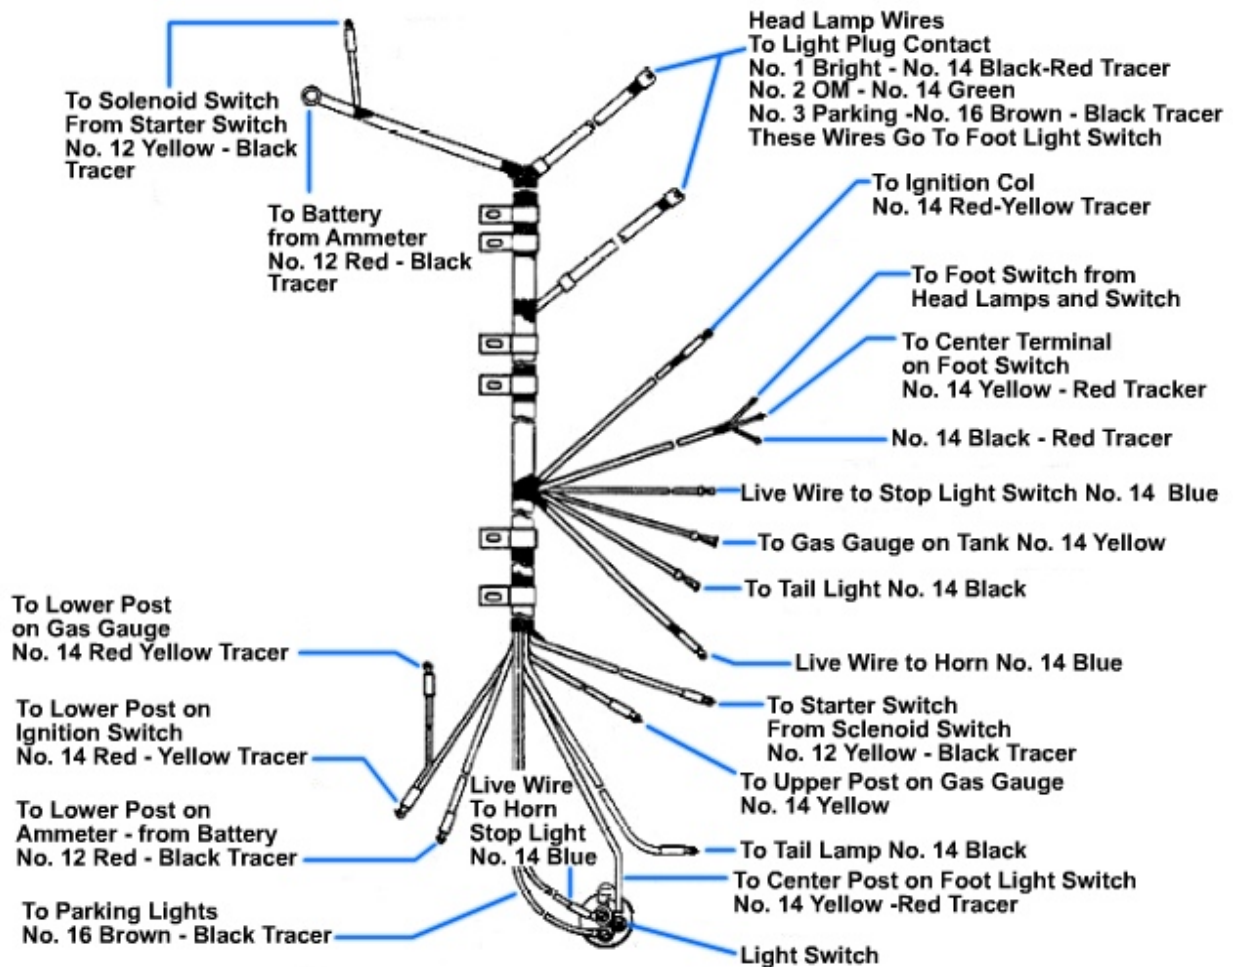 Head Lamp Wires
To Light Plug Contact
No. 1 Bright - No. 14 Black-Red Tracer
No. 2 OM - No. 14 Green
No. 3 Parking -No. 16 Brown - Black Tracer
These Wires Go To Foot Light Switch
To Solenoid Switch
From Starter Switch
No. 12 Yellow - Black
Tracer
To Battery
from Ammeter
No. 12 Red - Black
Tracer
To Ignition Col
No. 14 Red-Yellow Tracer
To Foot Switch from
Head Lamps and Switch
To Center Terminal
on Foot Switch
No. 14 Yellow - Red Tracker
No. 14 Black - Red Tracer
Live Wire to Stop Light Switch No. 14 Blue
To Gas Gauge on Tank No. 14 Yellow
To Tail Light No. 14 Black
Live Wire to Horn No. 14 Blue
To Lower Post
on Gas Gauge
No. 14 Red Yellow Tracer
To Lower Post on
Ignition Switch
No. 14 Red - Yellow Tracer
To Lower Post on
Ammeter - from Battery
No. 12 Red - Black Tracer
To Parking Lights
No. 16 Brown - Black Tracer
Live Wire
To Horn
Stop Light
No. 14 Blue
To Starter Switch
From Sclenoid Switch
No. 12 Yellow - Black Tracer
To Upper Post on Gas Gauge
No. 14 Yellow
To Tail Lamp No. 14 Black
To Center Post on Foot Light Switch
No. 14 Yellow -Red Tracer
Light Switch